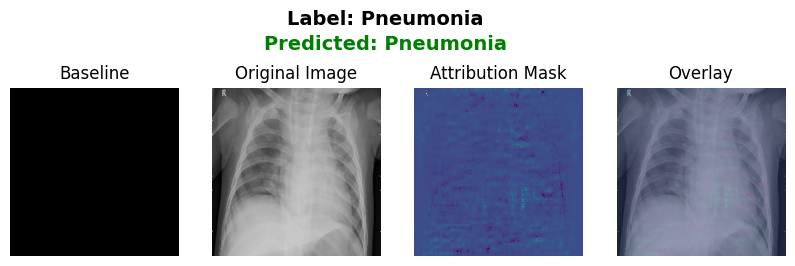 Label: Pneumonia
Predicted: Pneumonia
Baseline
Original Image
Attribution Mask
Overlay